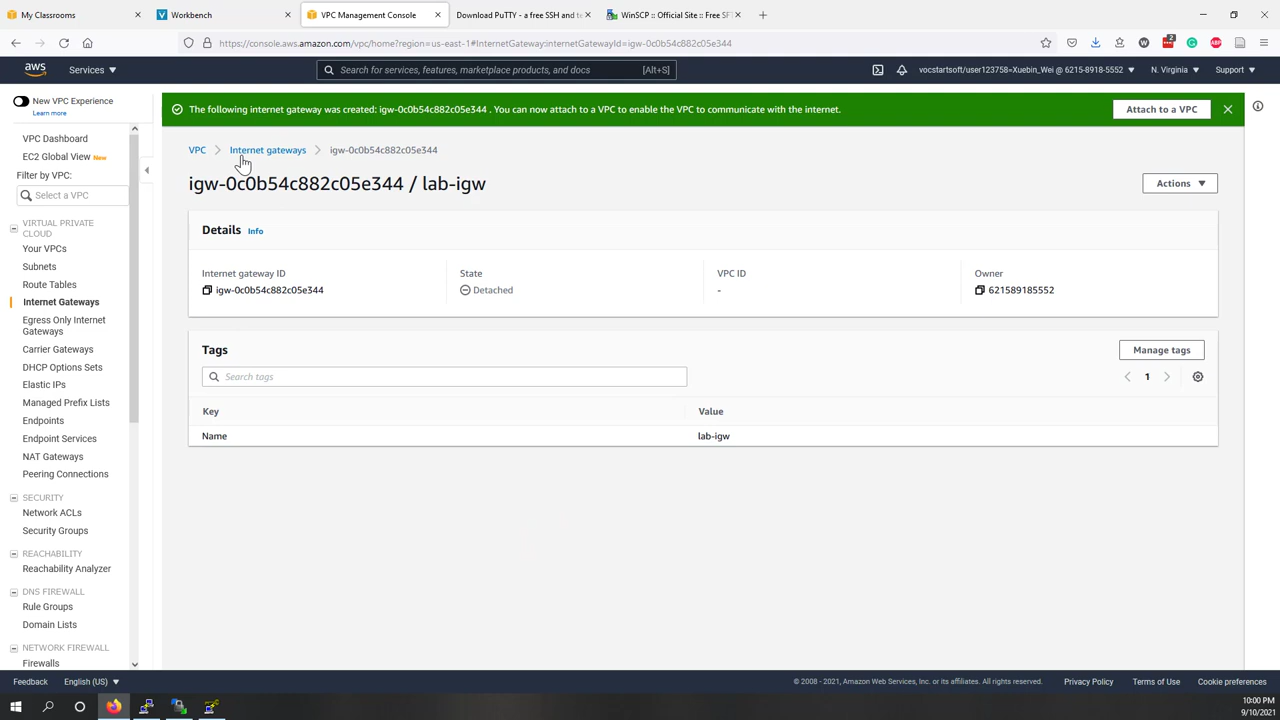 My Classrooms
Workbench
VPC Management Console
Download PuTTY - a free SSH and te
WinSCP :: Official Site :: Free SF
https://console.aws.amazon.com/vpc/home?region=us-east-1#InternetGateway:internetGatewayId=igw-0c0b54c882c05e344
2
ABP
aws
Services
Search for services, features, marketplace products, and docs
[Alt+S]
vocstartsoft/user123758=Xuebin_Wei @ 6215-8918-5552
N. Virginia
Support
New VPC Experience
Learn more
VPC Dashboard
EC2 Global View New
Filter by VPC:
Select a VPC
VIRTUAL PRIVATE
CLOUD
Your VPCs
Subnets
Route Tables
Internet Gateways
Egress Only Internet
Gateways
Carrier Gateways
DHCP Options Sets
Elastic IPs
Managed Prefix Lists
Endpoints
Endpoint Services
NAT Gateways
Peering Connections
SECURITY
Network ACLs
Security Groups
REACHABILITY
Reachability Analyzer
DNS FIREWALL
Rule Groups
Domain Lists
NETWORK FIREWALL
Firewalls
The following internet gateway was created: igw-0c0b54c882c05e344 . You can now attach to a VPC to enable the VPC to communicate with the internet.
Attach to a VPC
VPC
Internet gateways
igw-0c0b54c882c05e344
igw-0c0b54c882c05e344 / lab-igw
Actions
Details
Info
Internet gateway ID
igw-0c0b54c882c05e344
State
Detached
VPC ID
-
Owner
621589185552
Tags
Manage tags
Search tags
1
Key
Value
Name
lab-igw
Feedback
English (US)
© 2008 - 2021, Amazon Web Services, Inc. or its affiliates. All rights reserved.
Privacy Policy
Terms of Use
Cookie preferences
10:00 PM
9/10/2021